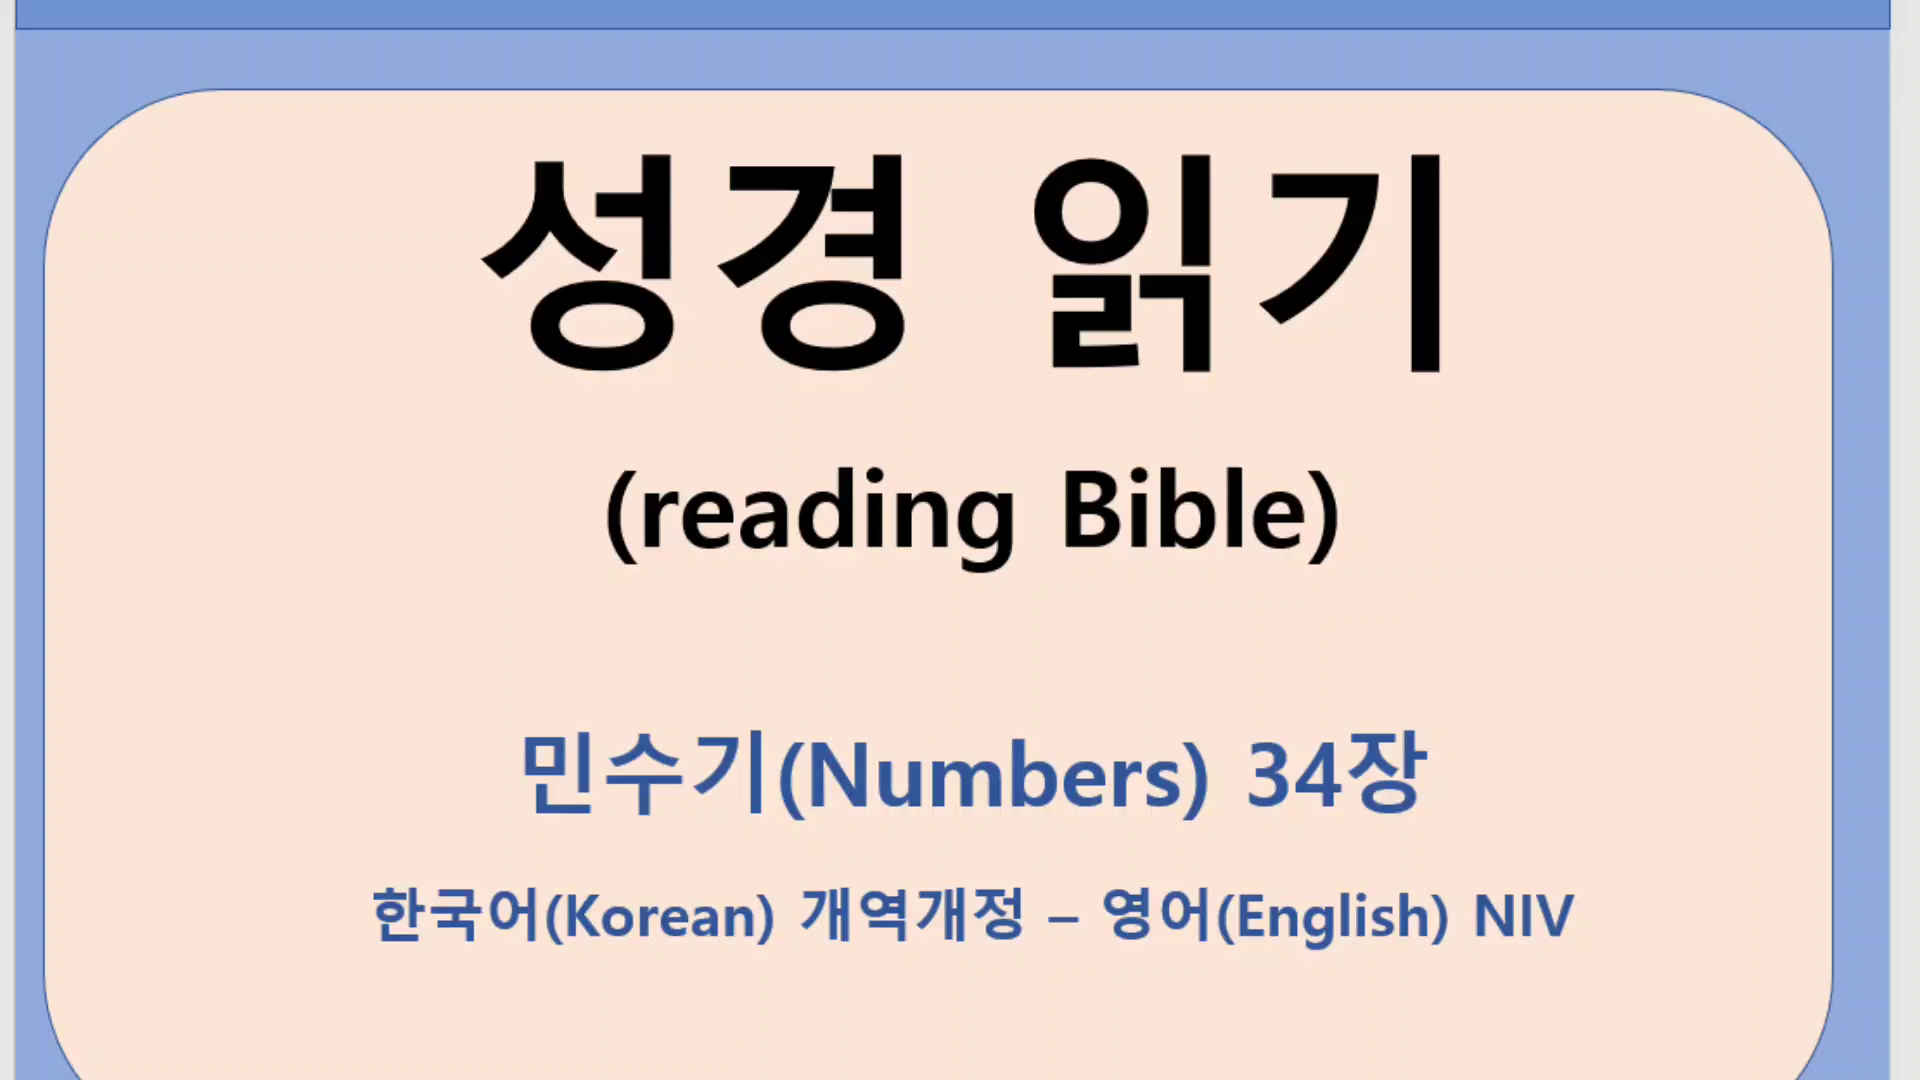 성경 읽기
(reading Bible)
민수기(Numbers) 34장
한국어(Korean) 개역개정 – 영어(English) NIV